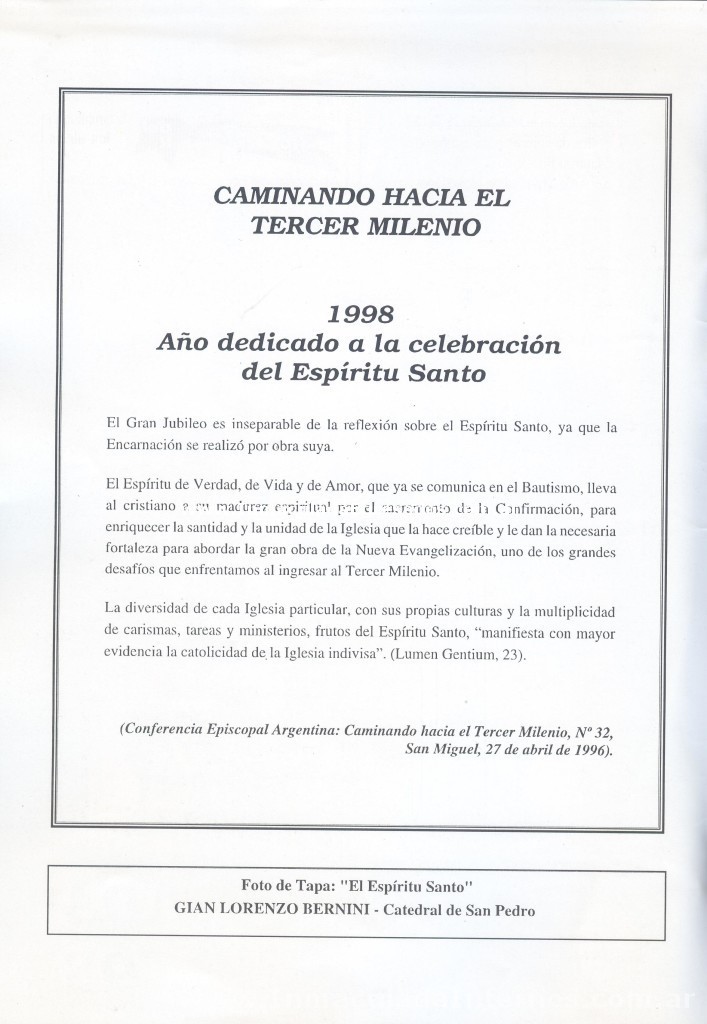 CAMINANDO HACIA EL
TERCER MILENIO
1998
Año dedicado a la celebración
del Espíritu Santo
El Gran Jubileo es inseparable de la reflexión sobre el Espíritu Santo, ya que la
Encarnación se realizó por obra suya.
El Espíritu de Verdad, de Vida y de Amor, que ya se comunica en el Bautismo, lleva
al cristiano a su madurez espiritual por el sacramento de la Confirmación, para
enriquecer la santidad y la unidad de la Iglesia que la hace creíble y le dan la necesaria
fortaleza para abordar la gran obra de la Nueva Evangelización, uno de los grandes
desafíos que enfrentamos al ingresar al Tercer Milenio.
La diversidad de cada Iglesia particular, con sus propias culturas y la multiplicidad
de carismas, tareas y ministerios, frutos del Espíritu Santo, “manifiesta con mayor
evidencia la catolicidad de la Iglesia indivisa”. (Lumen Gentium, 23).
(Conferencia Episcopal Argentina: Caminando hacia el Tercer Milenio, Nº 32,
San Miguel, 27 de abril de 1996).
Foto de Tapa: "El Espíritu Santo"
GIAN LORENZO BERNINI - Catedral de San Pedro